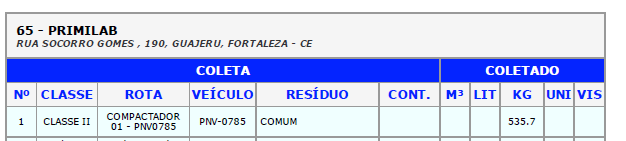 65 - PRIMILAB
RUA SOCORRO GOMES , 190, GUAJERU, FORTALEZA - CE
COLETA COLETADO
Nº CLASSE ROTA VEÍCULO RESÍDUO CONT. M³ LIT KG UNI VIS
1 CLASSE II COMPACTADOR 01 - PNV0785 PNV-0785 COMUM 535.7